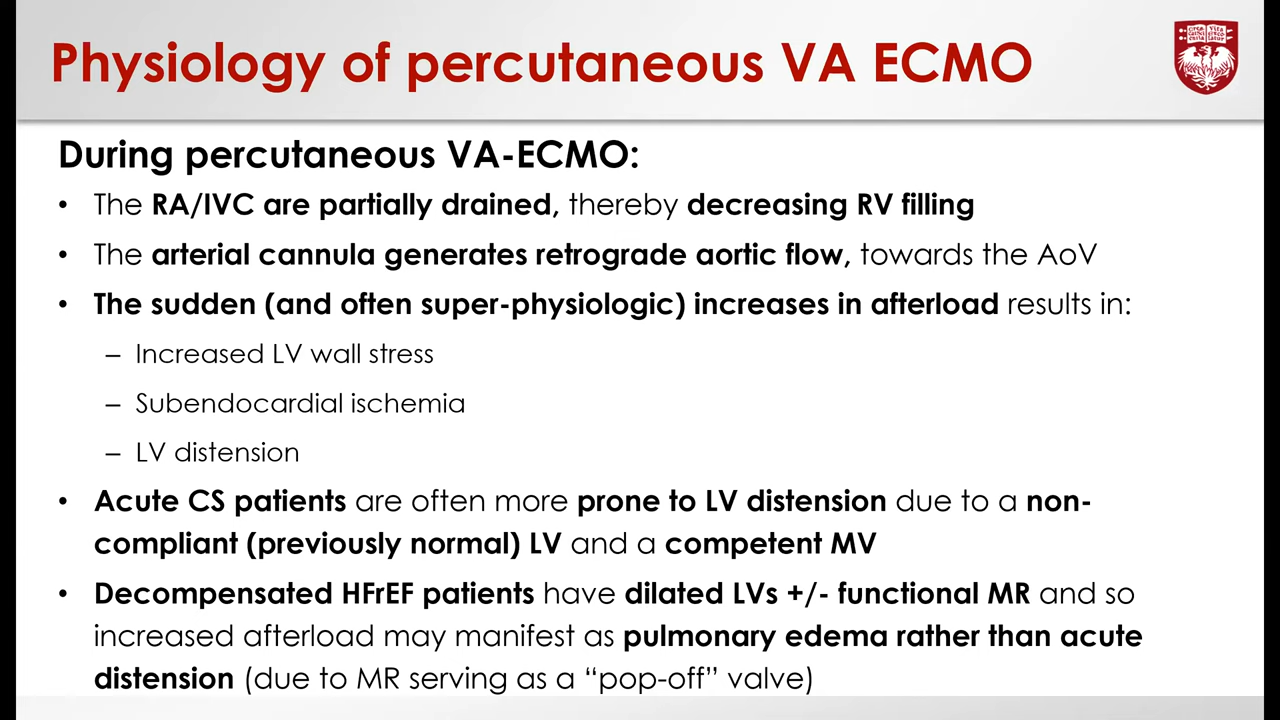 Physiology of percutaneous VA ECMO
During percutaneous VA-ECMO:
• The RA/IVC are partially drained, thereby decreasing RV filling
• The arterial cannula generates retrograde aortic flow, towards the AoV
• The sudden (and often super-physiologic) increases in afterload results in:
– Increased LV wall stress
– Subendocardial ischemia
– LV distension
• Acute CS patients are often more prone to LV distension due to a non-
compliant (previously normal) LV and a competent MV
• Decompensated HFrEF patients have dilated LVs +/- functional MR and so
increased afterload may manifest as pulmonary edema rather than acute
distension (due to MR serving as a “pop-off” valve)